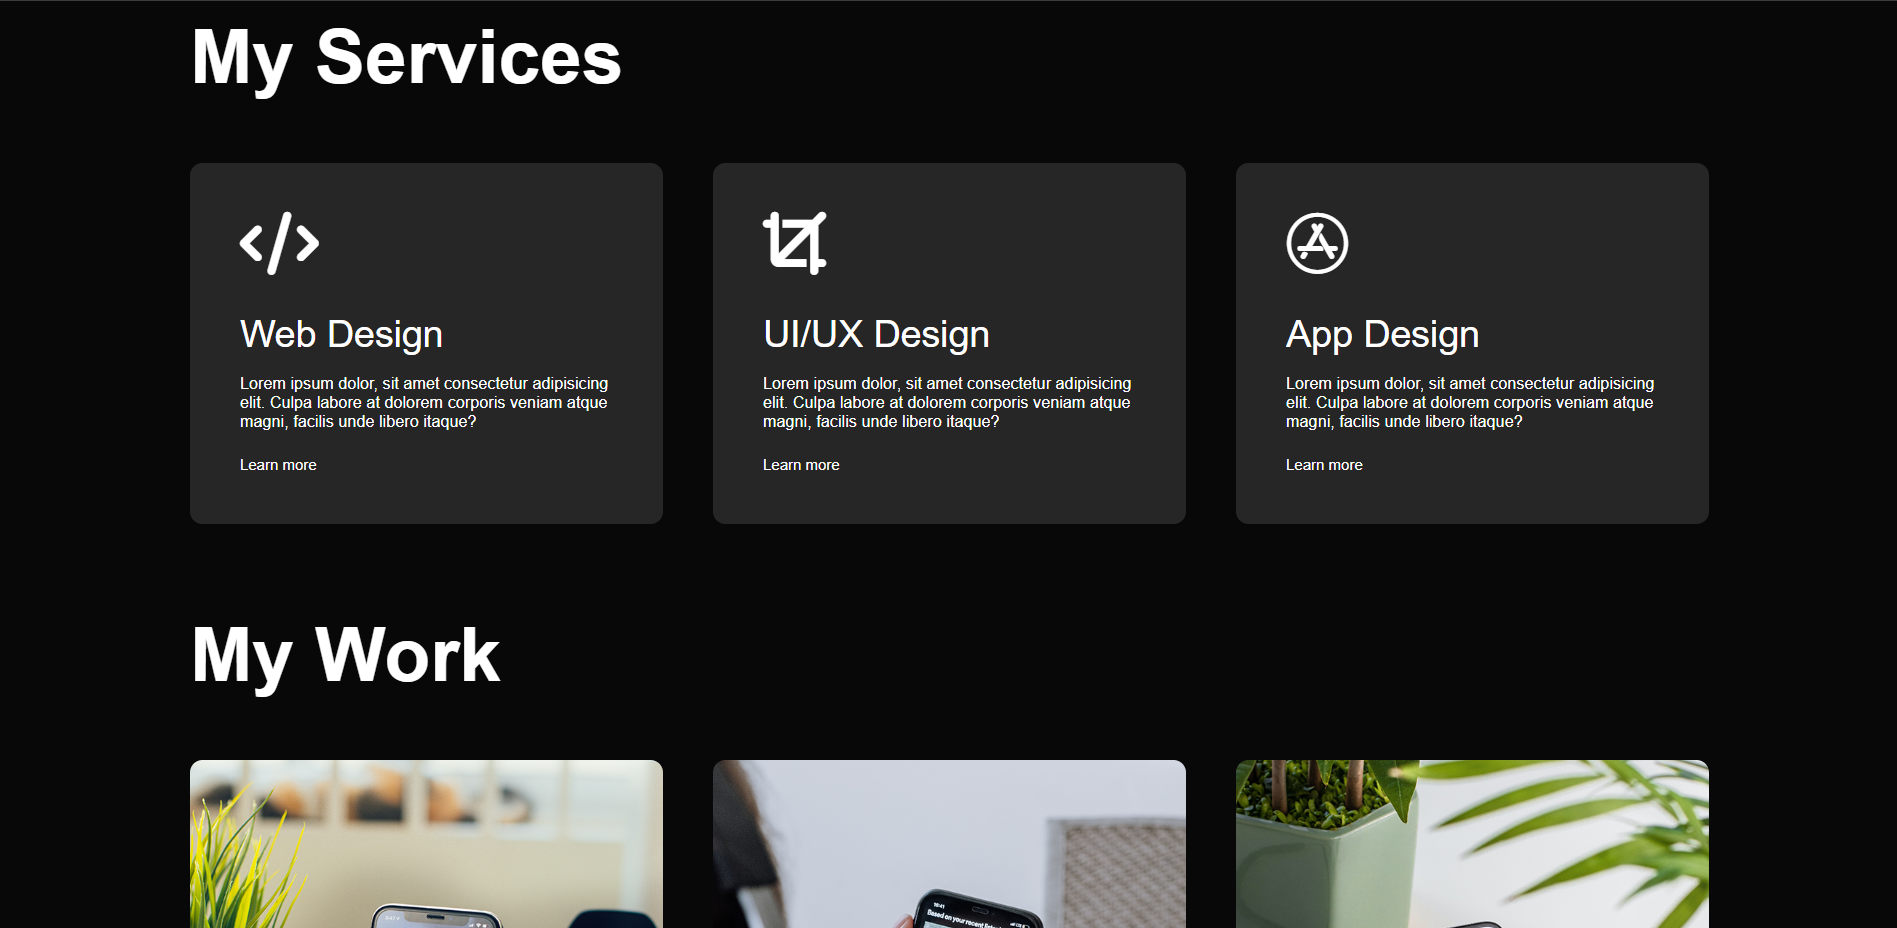 My Services
Web Design
Lorem ipsum dolor, sit amet consectetur adipisicing
elit. Culpa labore at dolorem corporis veniam atque
magni, facilis unde libero itaque?
Learn more
UI/UX Design
Lorem ipsum dolor, sit amet consectetur adipisicing
elit. Culpa labore at dolorem corporis veniam atque
magni, facilis unde libero itaque?
Learn more
App Design
Lorem ipsum dolor, sit amet consectetur adipisicing
elit. Culpa labore at dolorem corporis veniam atque
magni, facilis unde libero itaque?
Learn more
My Work
Based on your recent